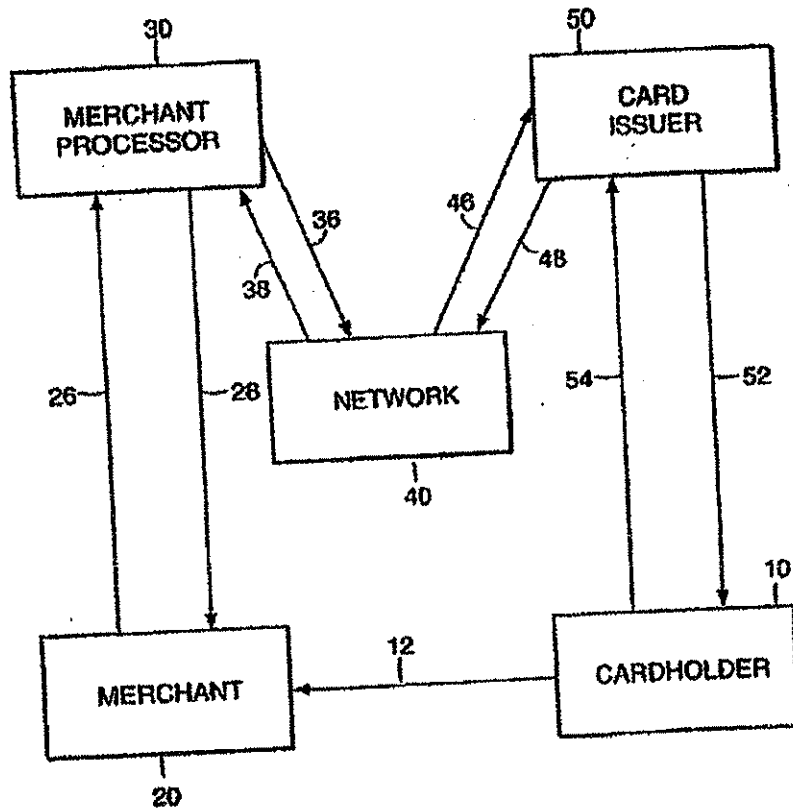 30
50
MERCHANT
PROCESSOR
CARD
ISSUER
36
38
46
48
26
28
NETWORK
54
52
40
10
12
MERCHANT
CARDHOLDER
20